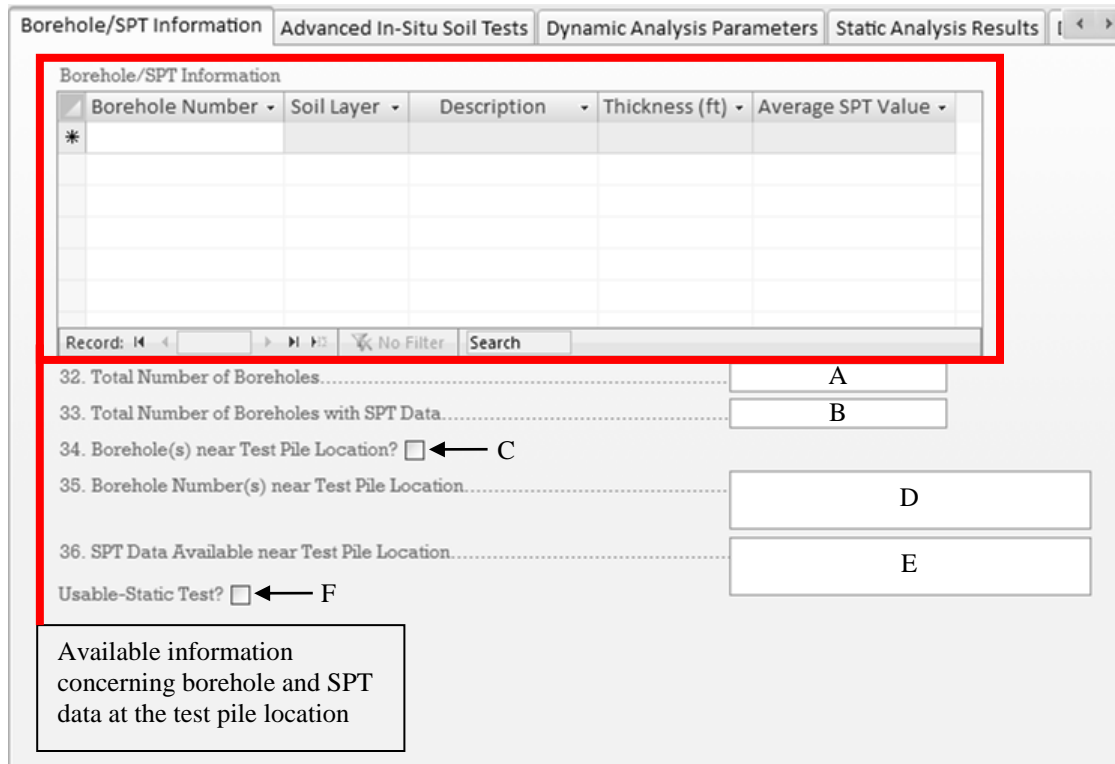 Borehole/SPT Information Advanced In-Situ Soil Tests Dynamic Analysis Parameters Static Analysis Results
Borehole/SPT Information
Borehole Number Soil Layer Description Thickness (ft) Average SPT Value
*
Record: No Filter Search
32. Total Number of Boreholes.......... A
33. Total Number of Boreholes with SPT Data.......... B
34. Borehole(s) near Test Pile Location? C
35. Borehole Number(s) near Test Pile Location.......... D
36. SPT Data Available near Test Pile Location.......... E
Usable-Static Test? F
Available information
concerning borehole and SPT
data at the test pile location